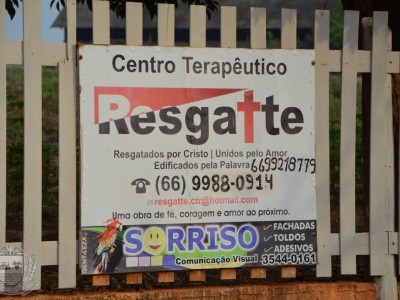 Centro Terapêutico
Resgatte
Resgatados por Cristo | Unidos pelo Amor
Edificados pela Palavra 6699218779
(66) 9988-0914
resgatte.ctr@hotmail.com
Uma obra de fé, coragem e amor ao próximo.
SORRISO
Comunicação Visual
✓FACHADAS
✓TOLDOS
✓ADESIVOS
3544-0161